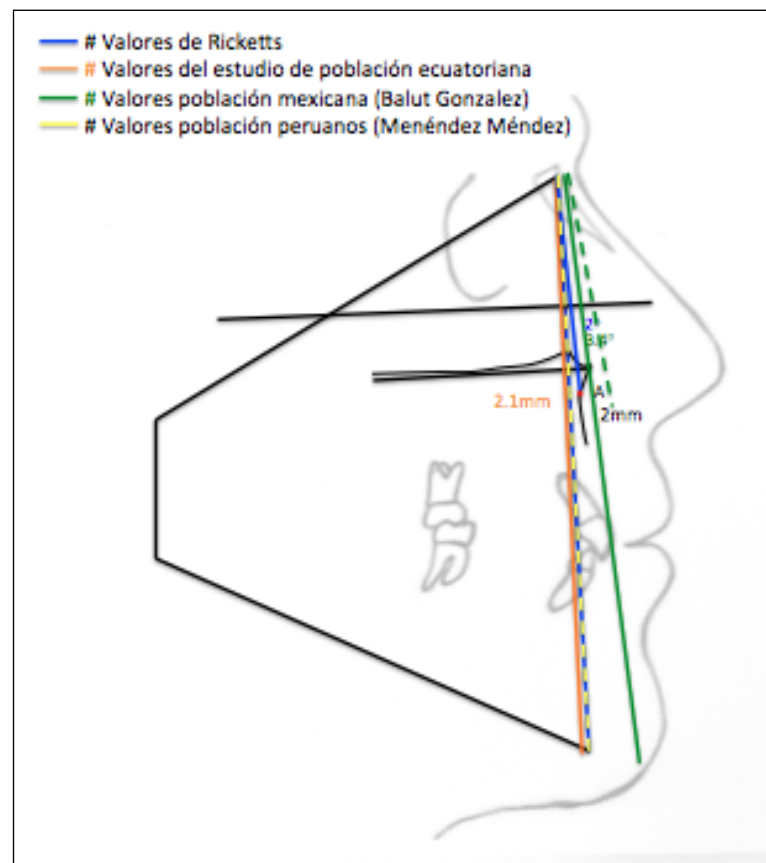 # Valores de Ricketts
# Valores del estudio de población ecuatoriana
# Valores población mexicana (Balut Gonzalez)
# Valores población peruanos (Menéndez Méndez)
2
A
2.1mm
2mm